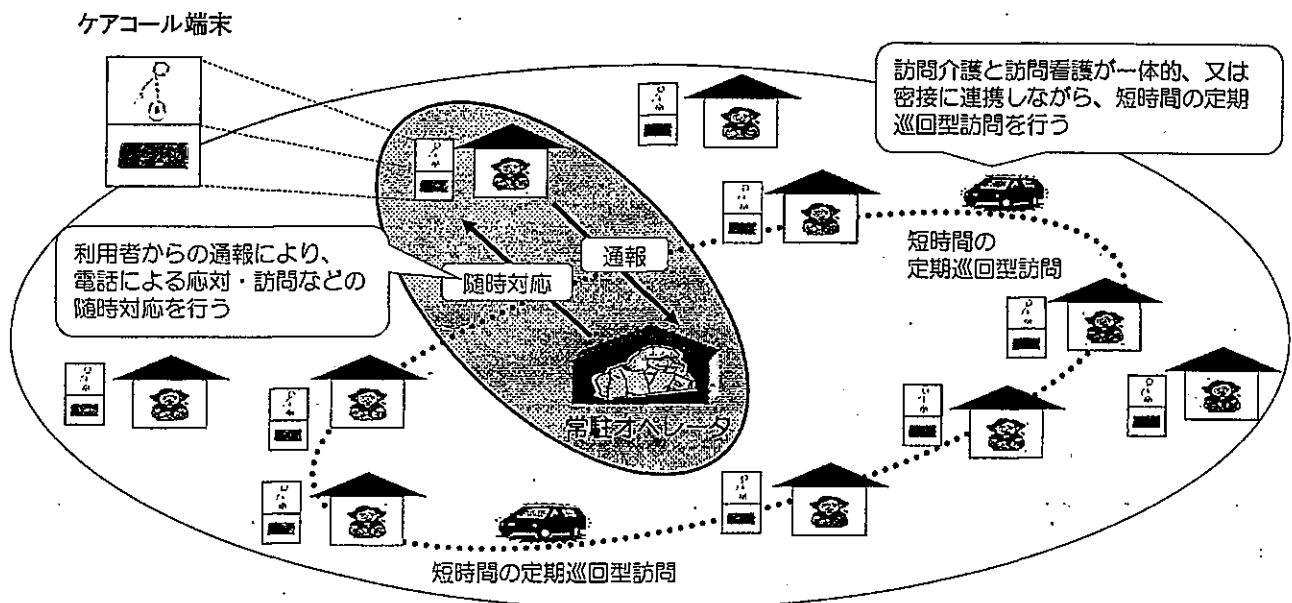 ケアコール端末
訪問介護と訪問看護が一体的、又は
密接に連携しながら、短時間の定期
巡回型訪問を行う
短時間の
定期巡回型訪問
利用者からの通報により、
電話による応対・訪問などの
随時対応を行う
通報
随時対応
常駐オペレータ
短時間の定期巡回型訪問